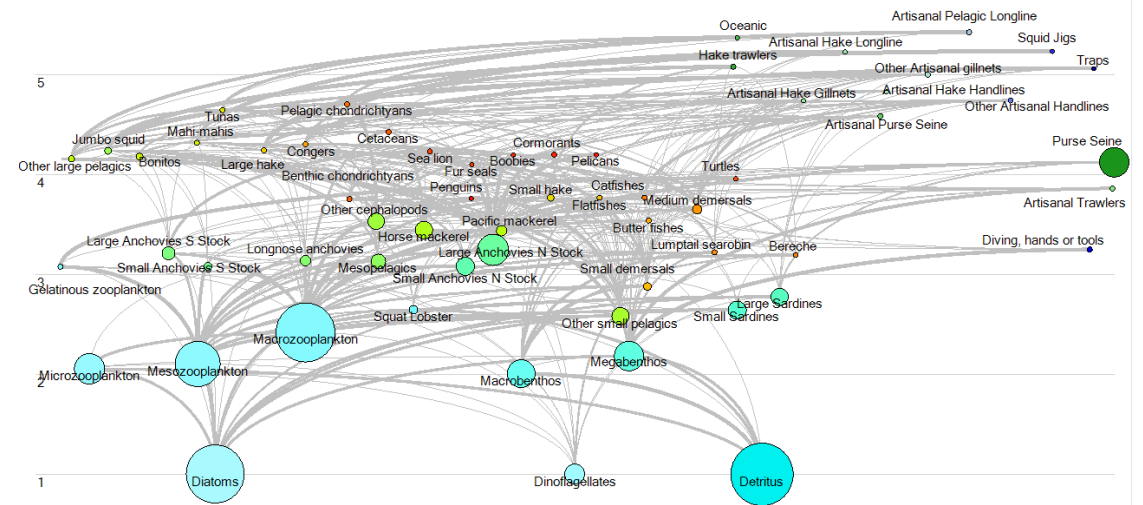 Artisanal Pelagic Longline
Oceanic
Squid Jigs
Artisanal Hake Longline
Hake trawlers
Traps
Other Artisanal gillnets
5
Artisanal Hake Gillnets
Artisanal Hake Handlines
Other Artisanal Handlines
Pelagic chondrichtyans
Tunas
Artisanal Purse Seine
Mahi-mahis
Jumbo squid
Cetaceans
Cormorants
Purse Seine
Congers
Sea lion
Boobies
Pelicans
Other large pelagics
Bonitos
Large hake
Turtles
Fur seals
Benthic chondrichtyans
4
Penguins
Small hake
Catfishes
Medium demersals
Flatfishes
Artisanal Trawlers
Other cephalopods
Pacific mackerel
Butter fishes
Horse mackerel
Large Anchovies S Stock
Longnose anchovies
Large Anchovies N Stock
Lumptail searobin
Bereche
Diving, hands or tools
Small Anchovies S Stock
Mesopelagics
Small demersals
3
Small Anchovies N Stock
Gelatinous zooplankton
Large Sardines
Squat Lobster
Other small pelagics
Small Sardines
Macrozooplankton
Megabenthos
Microzooplankton
Mesozooplankton
2
Macrobenthos
1
Diatoms
Dinoflagellates
Detritus